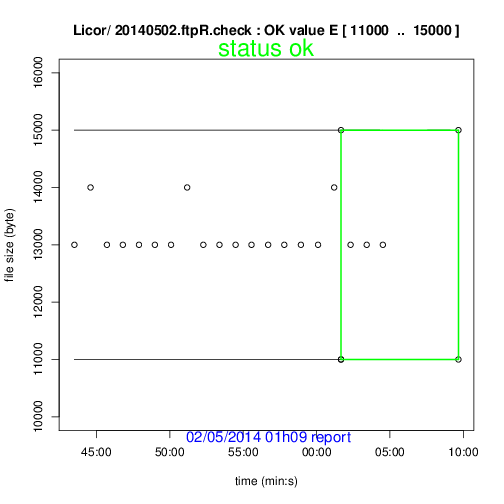 Licor/ 20140502.ftpR.check : OK value E [ 11000 .. 15000 ]
status ok
file size (byte)
16000
15000
14000
13000
12000
11000
10000
02/05/2014 01h09 report
45:00 50:00 55:00 00:00 05:00 10:00
time (min:s)